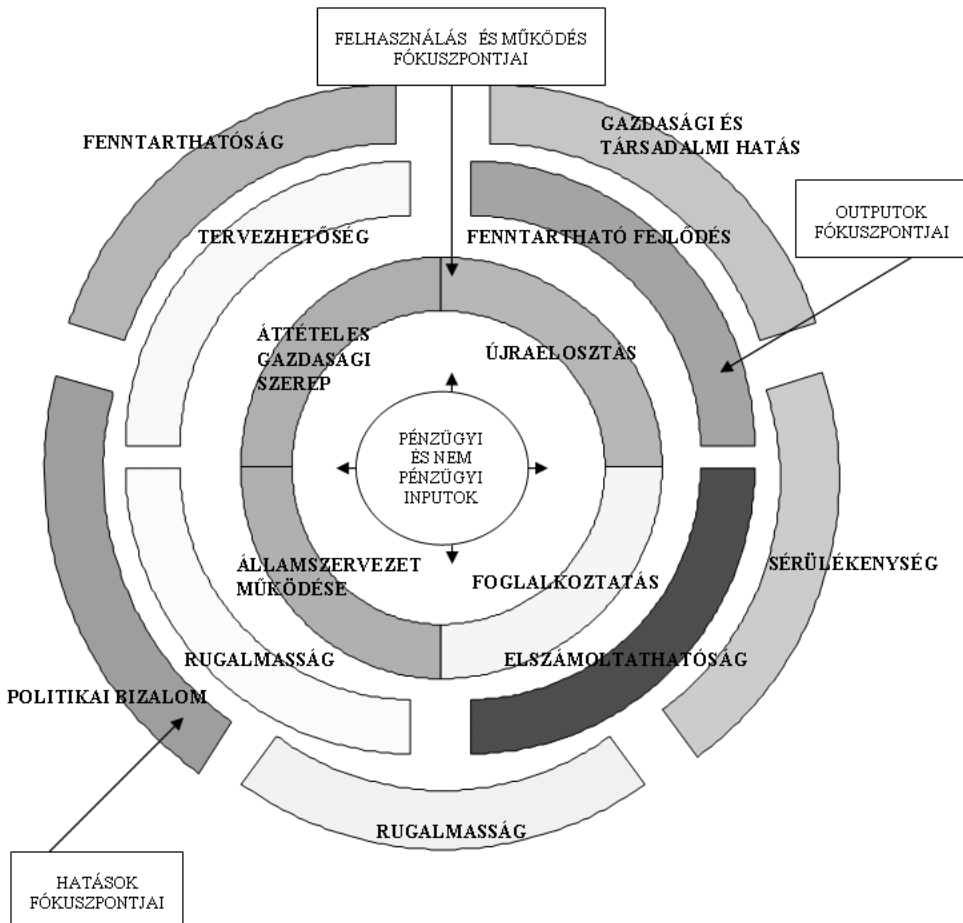 FELHASZNÁLÁS ÉS MŰKÖDÉS
FÓKUSZPONTJAI
FENNTARTHATÓSÁG
GAZDASÁGI ÉS
TÁRSADALMI HATÁS
OUTPUTOK
FÓKUSZPONTJAI
TERVEZHETŐSÉG
FENNTARTHATÓ FEJLŐDÉS
ÁTTÉTELES
GAZDASÁGI
SZEREP
ÚJRAELOSZTÁS
PÉNZÜGYI
ÉS NEM
PÉNZÜGYI
INPUTOK
ÁLLAMSZERVEZET
MŰKÖDÉSE
FOGLALKOZTATÁS
SÉRÜLÉKENYSÉG
RUGALMASSÁG
ELSZÁMOLTATHATÓSÁG
POLITIKAI BIZALOM
RUGALMASSÁG
HATÁSOK
FÓKUSZPONTJAI